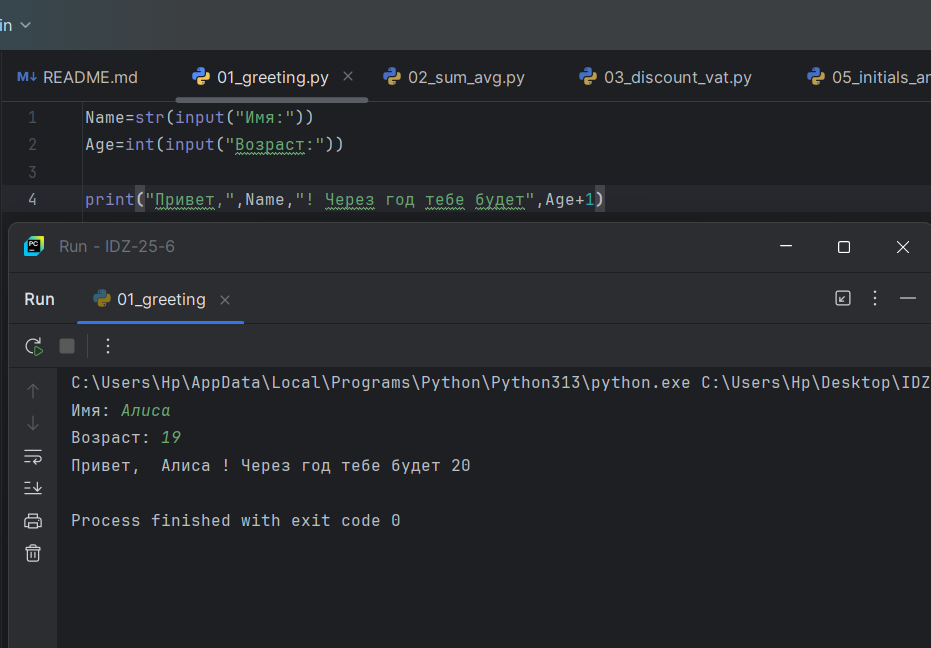 in
README.md 01_greeting.py 02_sum_avg.py 03_discount_vat.py 05_initials_an
1 Name=str(input("Имя:"))
2 Age=int(input("Возраст:"))
3
4 print("Привет,",Name,"! Через год тебе будет",Age+1)
Run - IDZ-25-6
Run 01_greeting
C:\Users\Hp\AppData\Local\Programs\Python\Python313\python.exe C:\Users\Hp\Desktop\IDZ
Имя: Алиса
Возраст: 19
Привет,  Алиса ! Через год тебе будет 20
Process finished with exit code 0